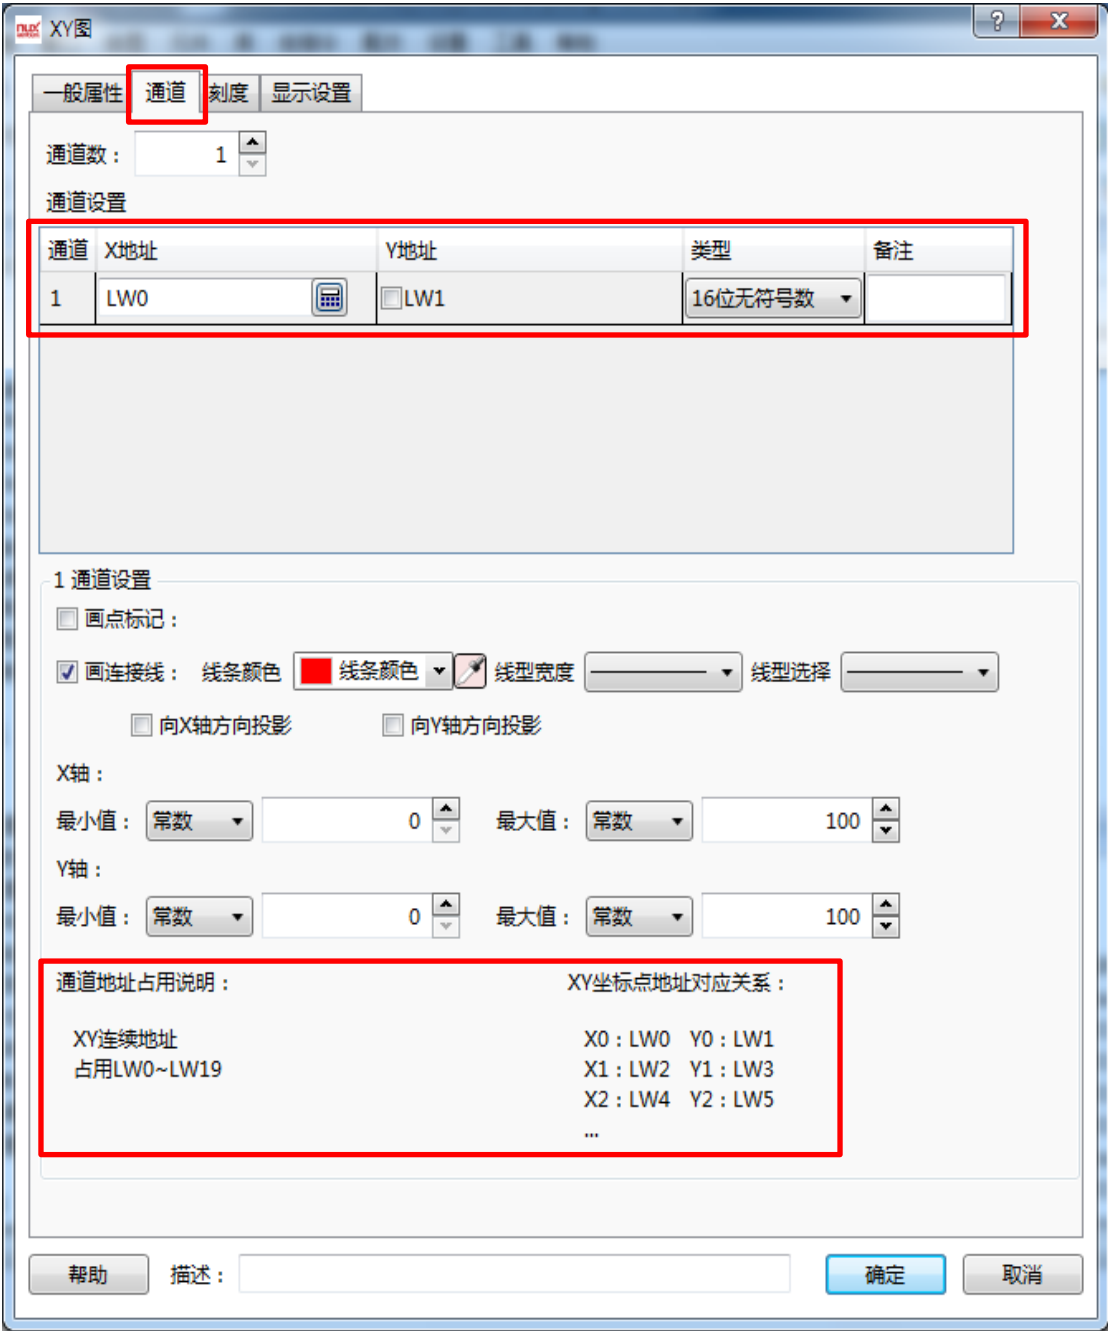 XY图
一般属性 通道 刻度 显示设置
通道数： 1
通道设置
通道 X地址 Y地址 类型 备注
1 LW0 LW1 16位无符号数
1 通道设置
画点标记：
画连接线： 线条颜色 线条颜色 线型宽度 线型选择
向X轴方向投影 向Y轴方向投影
X轴：
最小值： 常数 0 最大值： 常数 100
Y轴：
最小值： 常数 0 最大值： 常数 100
通道地址占用说明： XY坐标点地址对应关系：
XY连续地址 X0：LW0 Y0：LW1
占用LW0~LW19 X1：LW2 Y1：LW3
X2：LW4 Y2：LW5
...
帮助 描述： 确定 取消